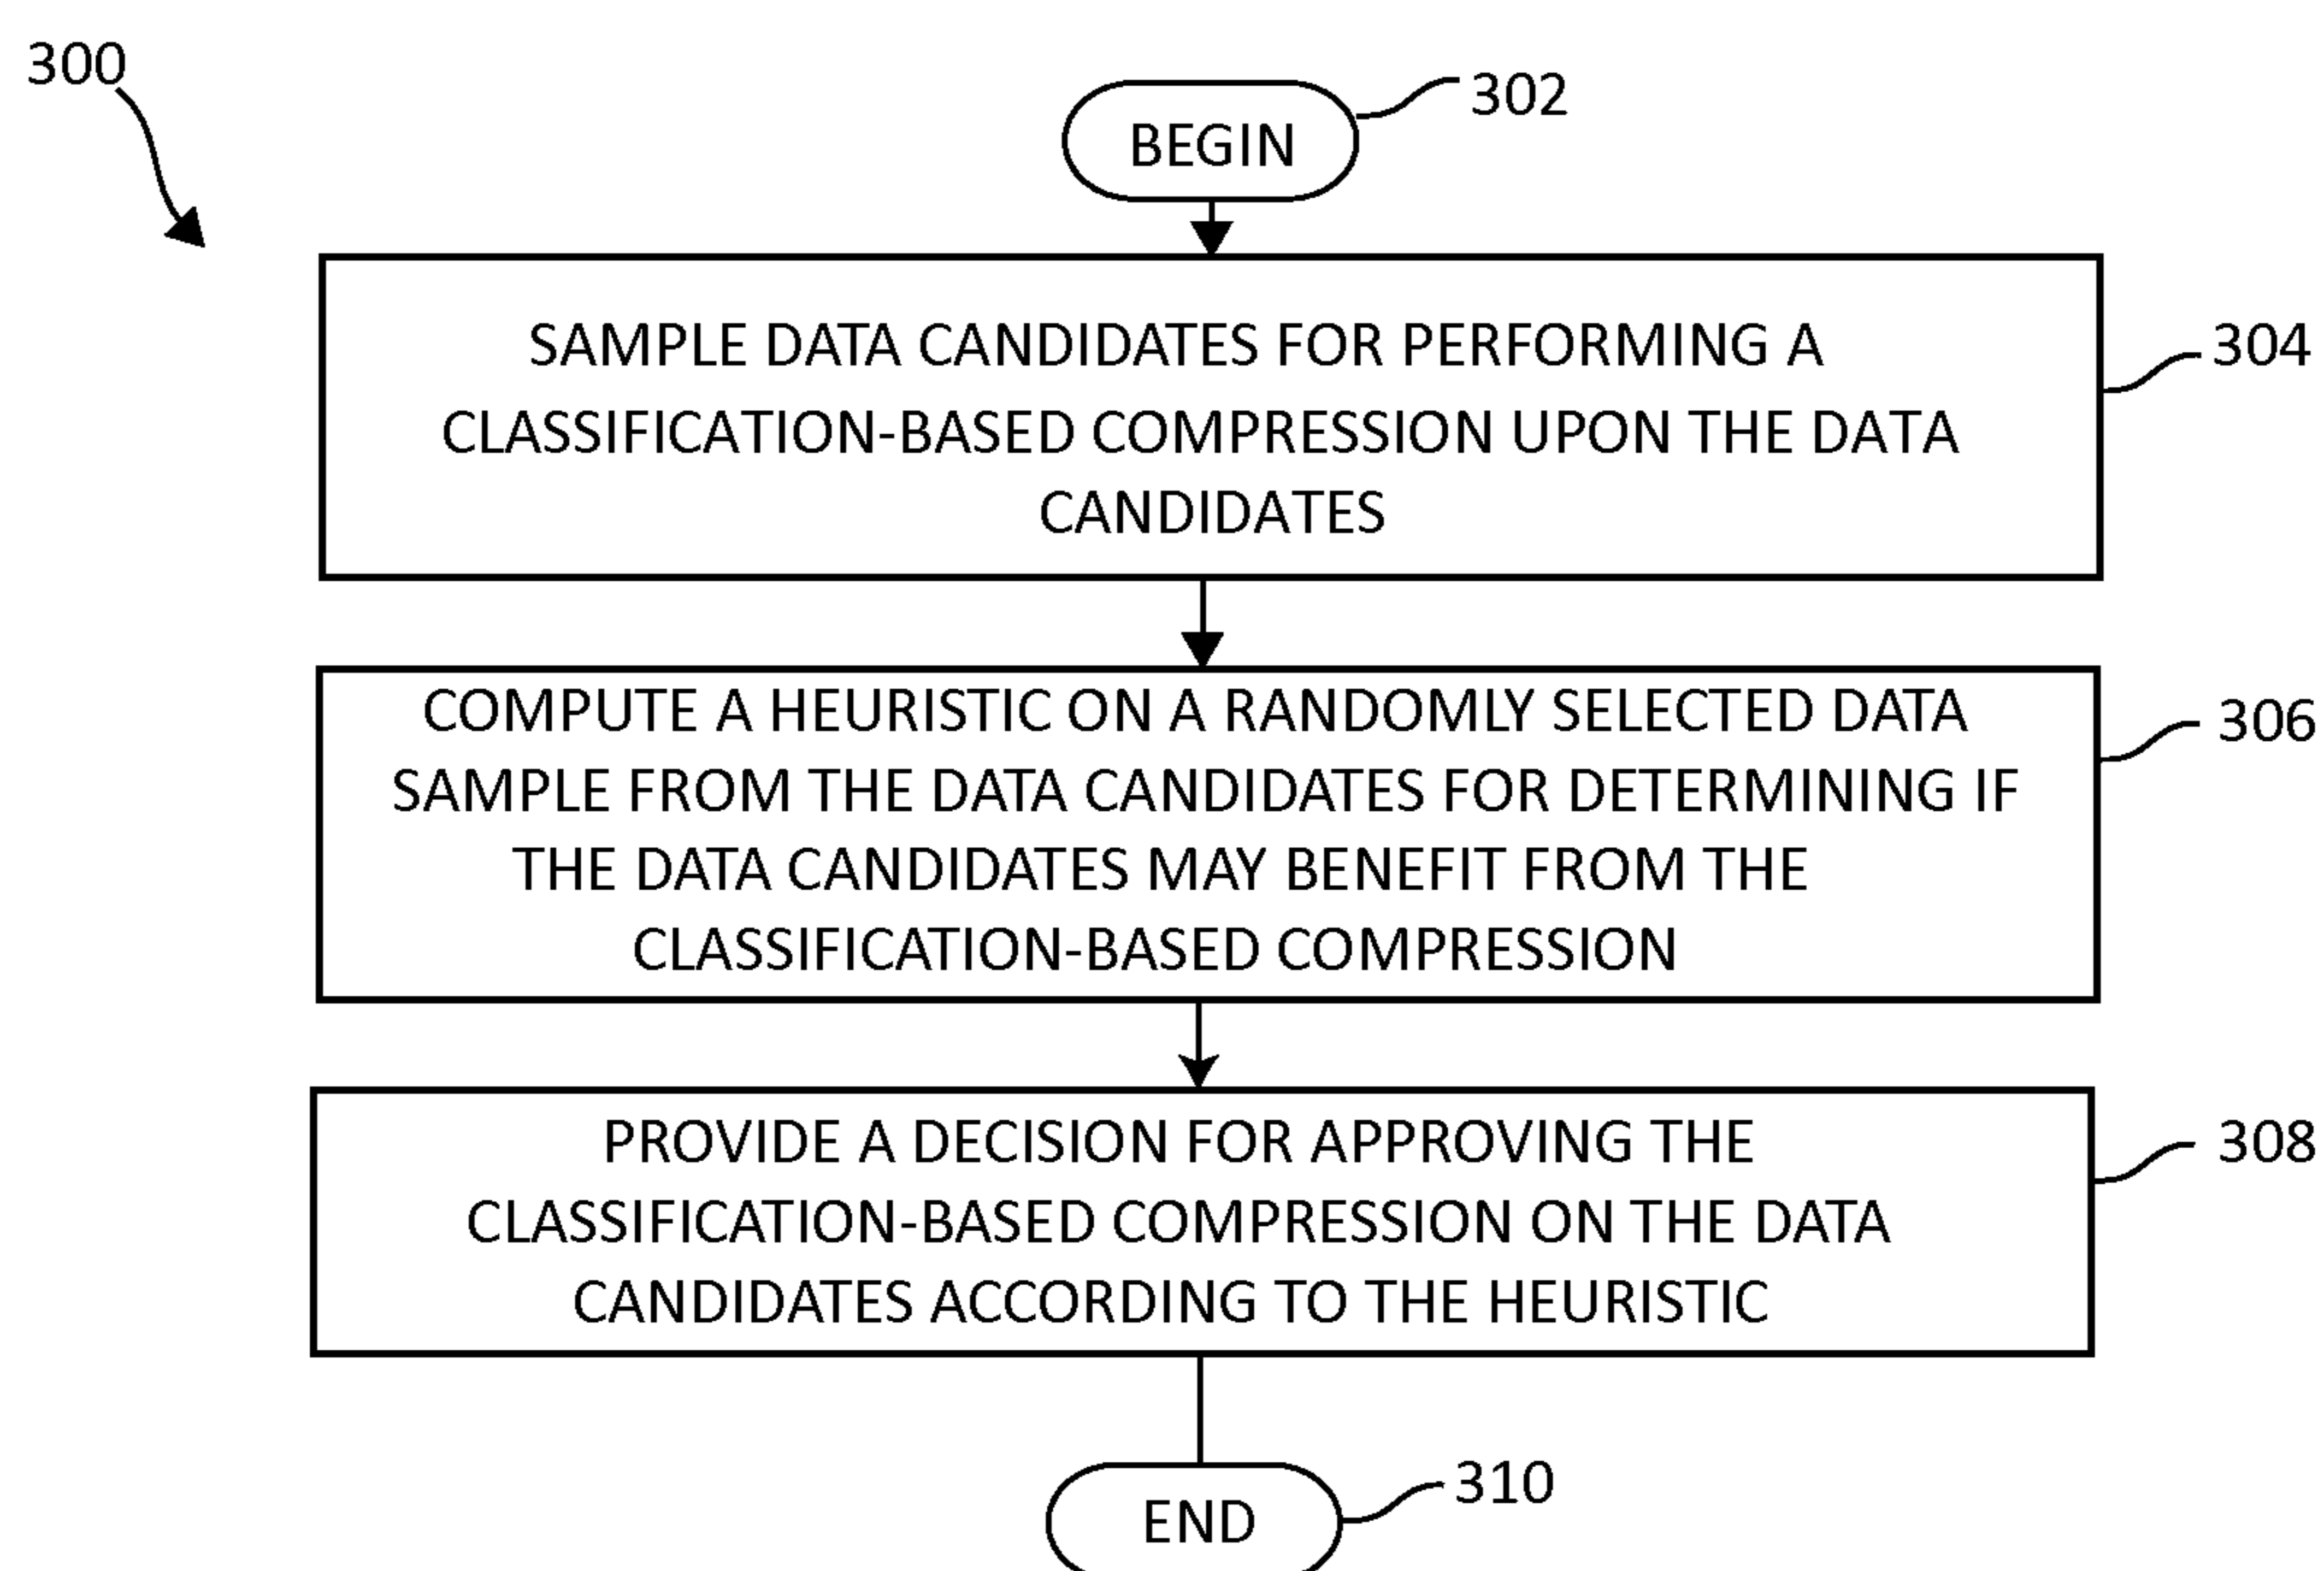 300
BEGIN
302
SAMPLE DATA CANDIDATES FOR PERFORMING A
CLASSIFICATION-BASED COMPRESSION UPON THE DATA
CANDIDATES
304
COMPUTE A HEURISTIC ON A RANDOMLY SELECTED DATA
SAMPLE FROM THE DATA CANDIDATES FOR DETERMINING IF
THE DATA CANDIDATES MAY BENEFIT FROM THE
CLASSIFICATION-BASED COMPRESSION
306
PROVIDE A DECISION FOR APPROVING THE
CLASSIFICATION-BASED COMPRESSION ON THE DATA
CANDIDATES ACCORDING TO THE HEURISTIC
308
END
310